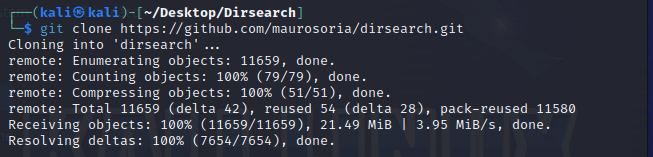 ┌──(kali㉿kali)-[~/Desktop/Dirsearch]
└─$ git clone https://github.com/maurosoria/dirsearch.git
Cloning into 'dirsearch'...
remote: Enumerating objects: 11659, done.
remote: Counting objects: 100% (79/79), done.
remote: Compressing objects: 100% (51/51), done.
remote: Total 11659 (delta 42), reused 54 (delta 28), pack-reused 11580
Receiving objects: 100% (11659/11659), 21.49 MiB | 3.95 MiB/s, done.
Resolving deltas: 100% (7654/7654), done.